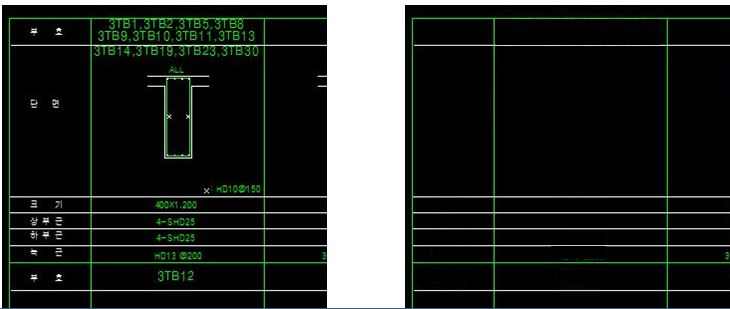 부 호
3TB1,3TB2,3TB5,3TB8
3TB9,3TB10,3TB11,3TB13
3TB14,3TB19,3TB23,3TB30
ALL
단 면
×: HD10@150
크 기
400X1.200
상 부 근
4-SHD25
하 부 근
4-SHD25
늑 근
HD13 @200
3
부 호
3TB12
3